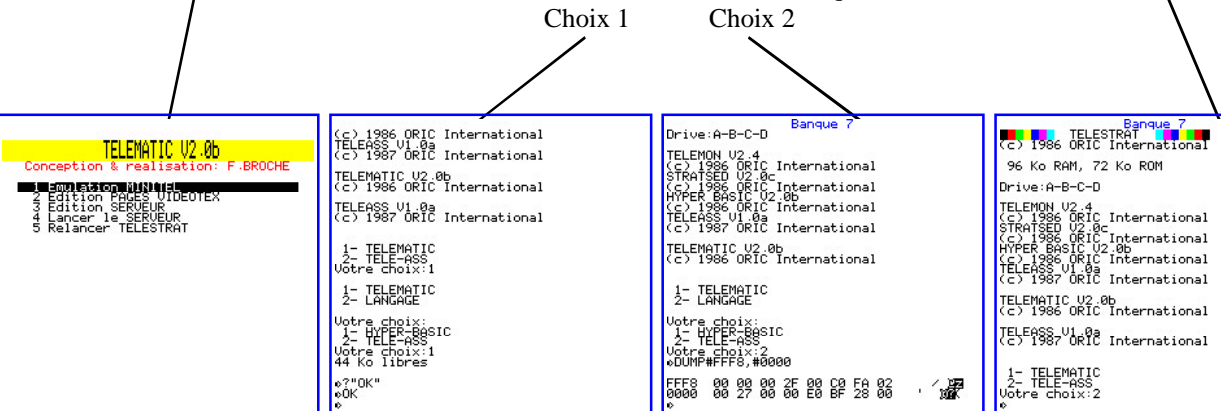 Choix 1
Choix 2
TELEMATIC V2.0b
Conception & realisation: F.BROCHE
1 Emulation MINITEL
2 Edition PAGES VIDEOTEX
3 Edition SERVEUR
4 Lancer le SERVEUR
5 Relancer TELESTRAT
(c) 1986 ORIC International
TELEASS V1.0a
(c) 1987 ORIC International
TELEMATIC V2.0b
(c) 1986 ORIC International
TELEASS V1.0a
(c) 1987 ORIC International
1- TELEMATIC
2- TELE-ASS
Votre choix:1
1- TELEMATIC
2- LANGAGE
Votre choix:
1- HYPER-BASIC
2- TELE-ASS
Votre choix:1
44 Ko libres
?"OK"
OK
Banque 7
Drive:A-B-C-D
TELEMON V2.4
(c) 1986 ORIC International
STRATSED V2.0c
(c) 1986 ORIC International
HYPER BASIC V2.0b
(c) 1986 ORIC International
TELEASS V1.0a
(c) 1987 ORIC International
TELEMATIC V2.0b
(c) 1986 ORIC International
1- TELEMATIC
2- LANGAGE
Votre choix:
1- HYPER-BASIC
2- TELE-ASS
Votre choix:2
DUMP#FFF8,#0000
FFF8 00 00 00 2F 00 C0 FA 02 /
0000 00 27 00 00 E0 BF 28 00 '
Banque 7
TELESTRAT
(c) 1986 ORIC International
96 Ko RAM, 72 Ko ROM
Drive:A-B-C-D
TELEMON V2.4
(c) 1986 ORIC International
STRATSED V2.0c
(c) 1986 ORIC International
HYPER BASIC V2.0b
(c) 1986 ORIC International
TELEASS V1.0a
(c) 1987 ORIC International
TELEMATIC V2.0b
(c) 1986 ORIC International
TELEASS V1.0a
(c) 1987 ORIC International
1- TELEMATIC
2- TELE-ASS
Votre choix:2